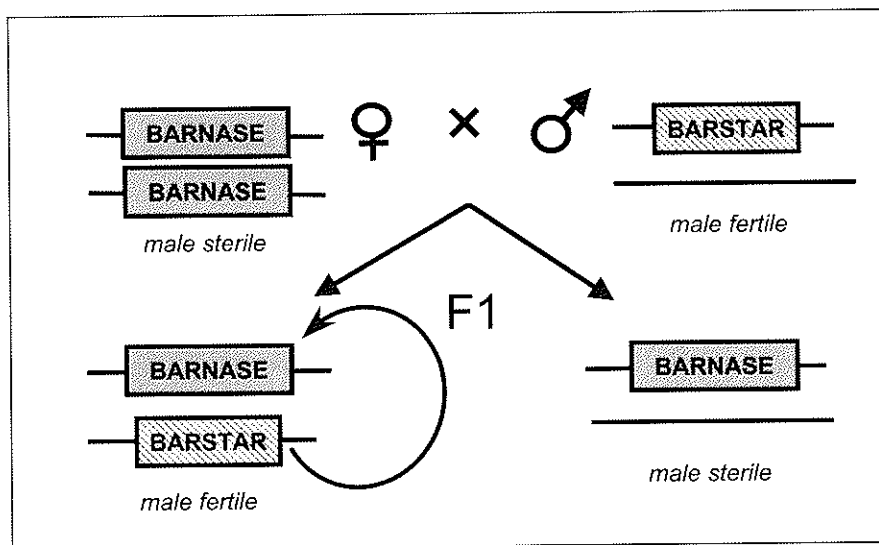 BARNASE
BARNASE
male sterile
BARSTAR
male fertile
F1
BARNASE
BARSTAR
male fertile
BARNASE
male sterile